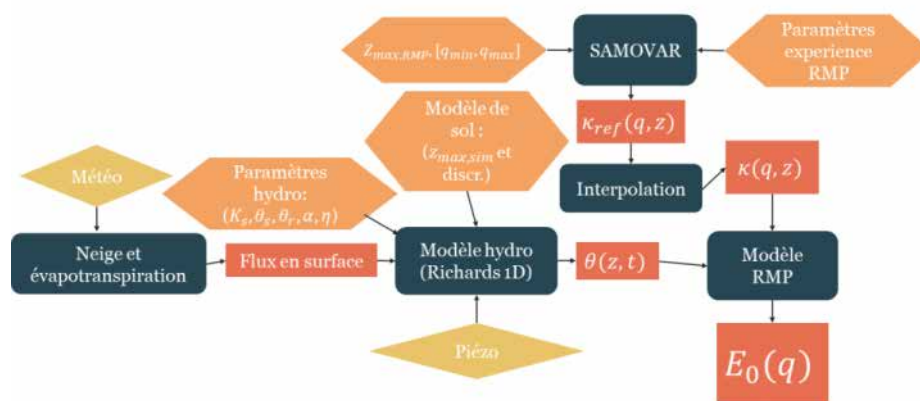 Z_{max,RMP}, [q_{min}, q_{max}]
SAMOVAR
Paramètres
experience
RMP
Modèle de
sol :
(z_{max,sim} et
discr.)
κ_{ref}(q, z)
Météo
Paramètres
hydro:
(K_s, θ_s, θ_r, α, η)
Interpolation
κ(q, z)
Neige et
évapotranspiration
Flux en surface
Modèle hydro
(Richards 1D)
θ(z, t)
Modèle
RMP
Piézo
E_0(q)